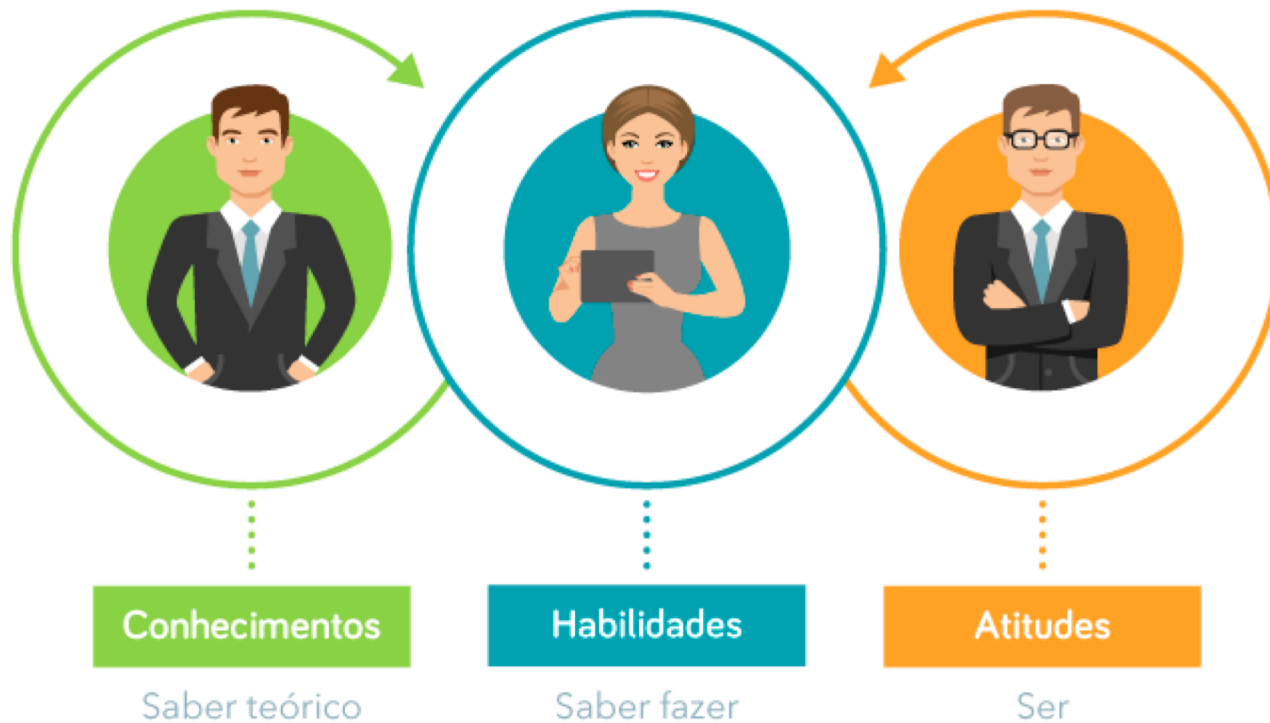 Conhecimentos
Saber teórico
Habilidades
Saber fazer
Atitudes
Ser